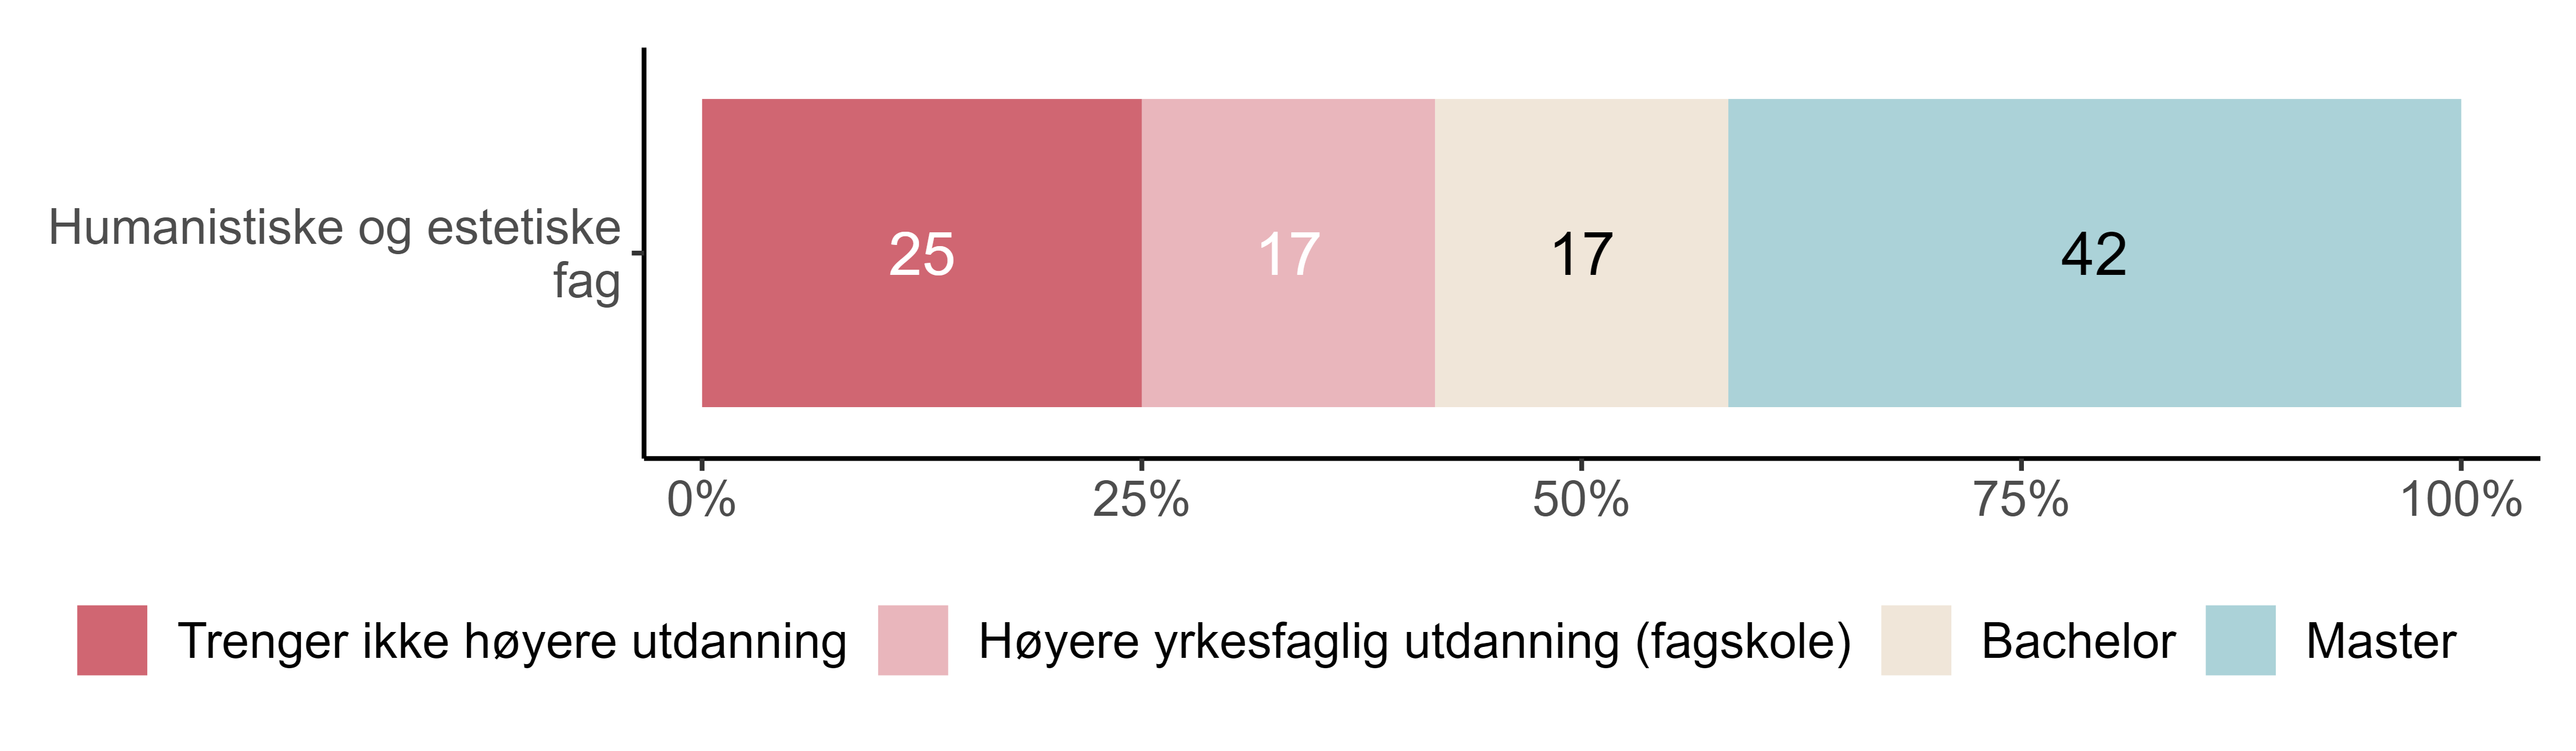 Humanistiske og estetiske
fag
25 17 17 42
0% 25% 50% 75% 100%
Trenger ikke høyere utdanning Høyere yrkesfaglig utdanning (fagskole) Bachelor Master